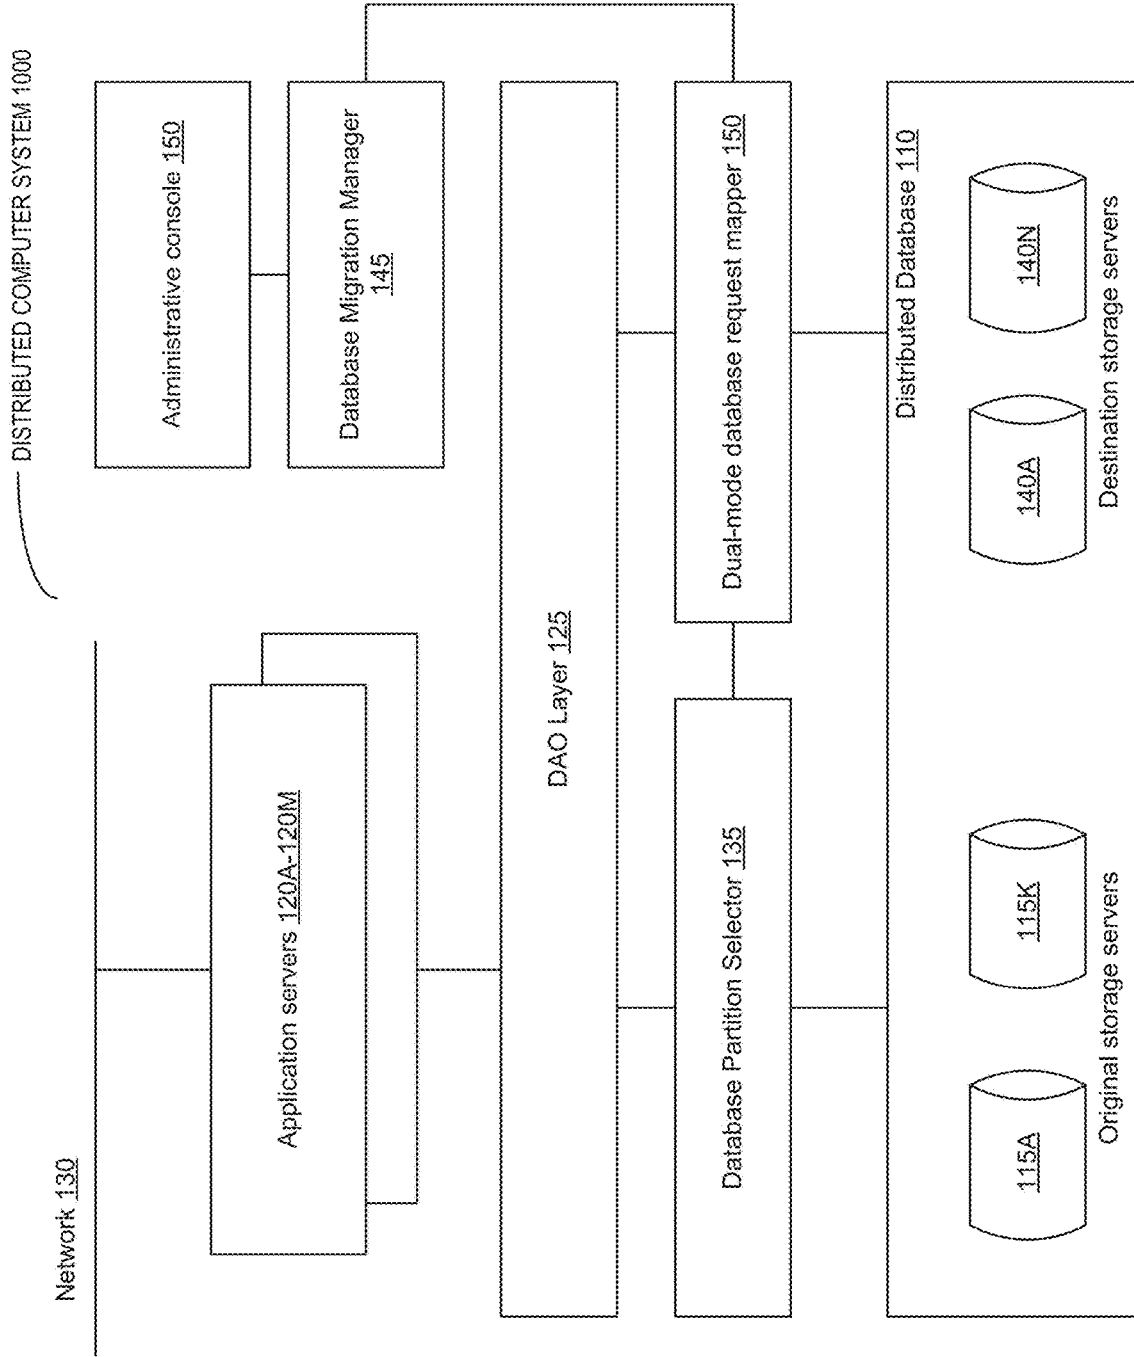 DISTRIBUTED COMPUTER SYSTEM 1000
Network 130
Application servers 120A-120M
Administrative console 150
Database Migration Manager
145
DAO Layer 125
Database Partition Selector 135
Dual-mode database request mapper 150
Distributed Database 110
115A
115K
140A
140N
Original storage servers
Destination storage servers